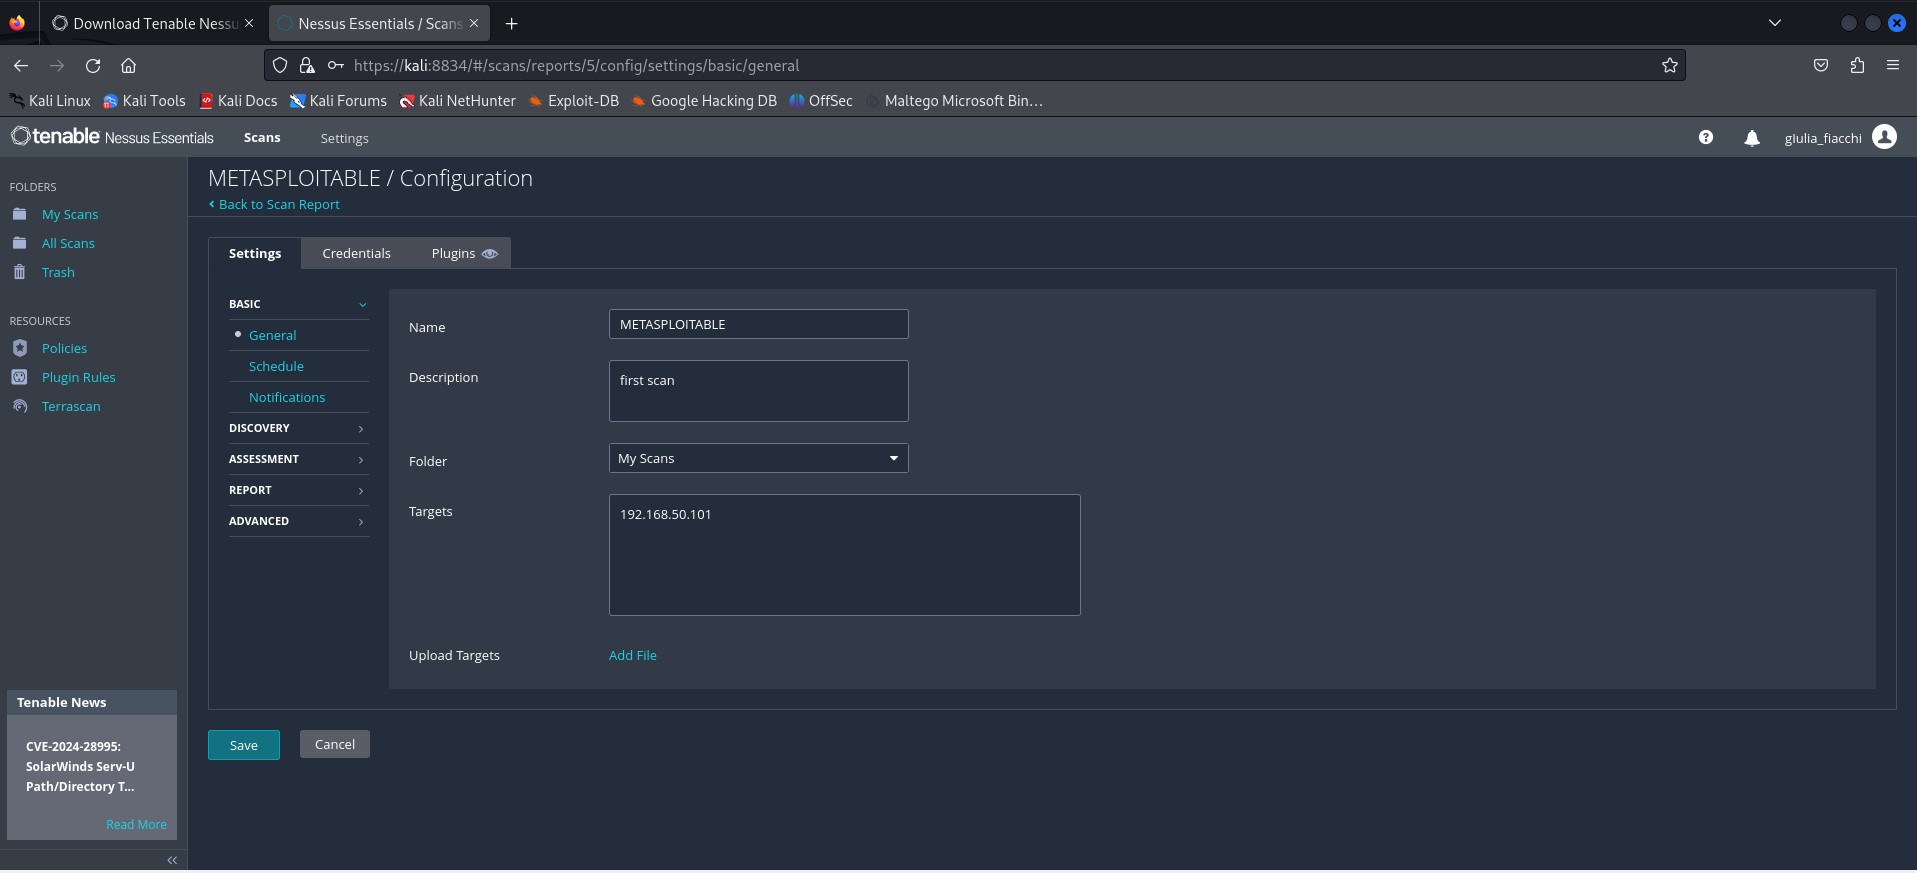 Download Tenable Nessu
Nessus Essentials / Scans
https://kali:8834/#/scans/reports/5/config/settings/basic/general
Kali Linux Kali Tools Kali Docs Kali Forums Kali NetHunter Exploit-DB Google Hacking DB OffSec Maltego Microsoft Bin…
tenable Nessus Essentials Scans Settings gIulia_fiacchi
FOLDERS
My Scans
All Scans
Trash
RESOURCES
Policies
Plugin Rules
Terrascan
Tenable News
CVE-2024-28995:
SolarWinds Serv-U
Path/Directory T...
Read More
METASPLOITABLE / Configuration
Back to Scan Report
Settings Credentials Plugins
BASIC
General
Schedule
Notifications
DISCOVERY
ASSESSMENT
REPORT
ADVANCED
Name METASPLOITABLE
Description first scan
Folder My Scans
Targets 192.168.50.101
Upload Targets Add File
Save Cancel